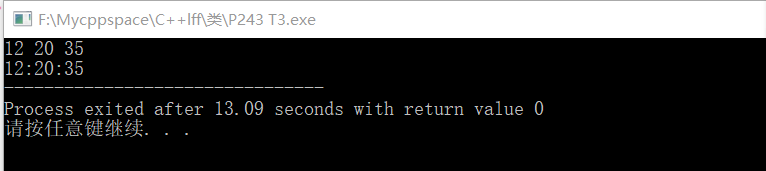 F:\Mycppspace\C++lff\类\P243 T3.exe
12 20 35
12:20:35
--------------------------------
Process exited after 13.09 seconds with return value 0
请按任意键继续. . .